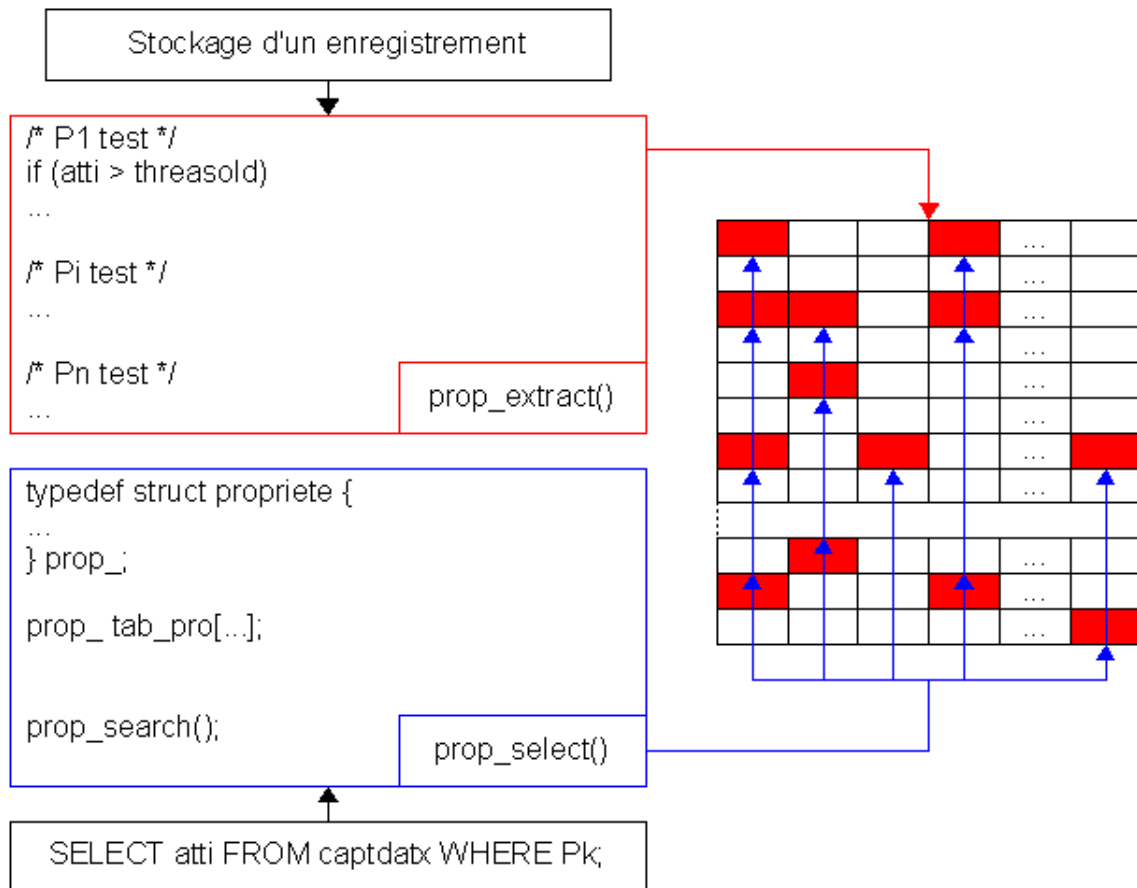 Stockage d'un enregistrement
/* P1 test */
if (atti > threasold)
...
/* Pi test */
...
/* Pn test */
...
prop_extract()
typedef struct propriete {
...
} prop_;
prop_ tab_pro[...];
prop_search();
prop_select()
SELECT atti FROM captdatx WHERE Pk;
...
...
...
...
...
...
...
...
...
...
...